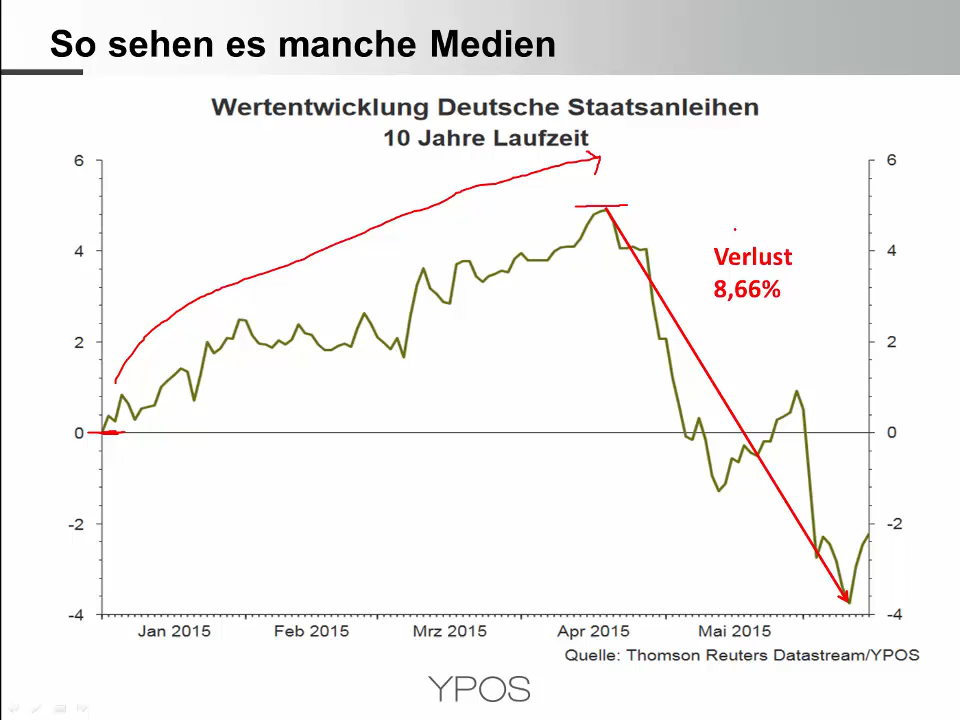 So sehen es manche Medien
Wertentwicklung Deutsche Staatsanleihen
10 Jahre Laufzeit
6
6
4
4
2
2
0
0
-2
-2
-4
-4
Verlust
8,66%
Jan 2015 Feb 2015 Mrz 2015 Apr 2015 Mai 2015
Quelle: Thomson Reuters Datastream/YPOS
YPOS